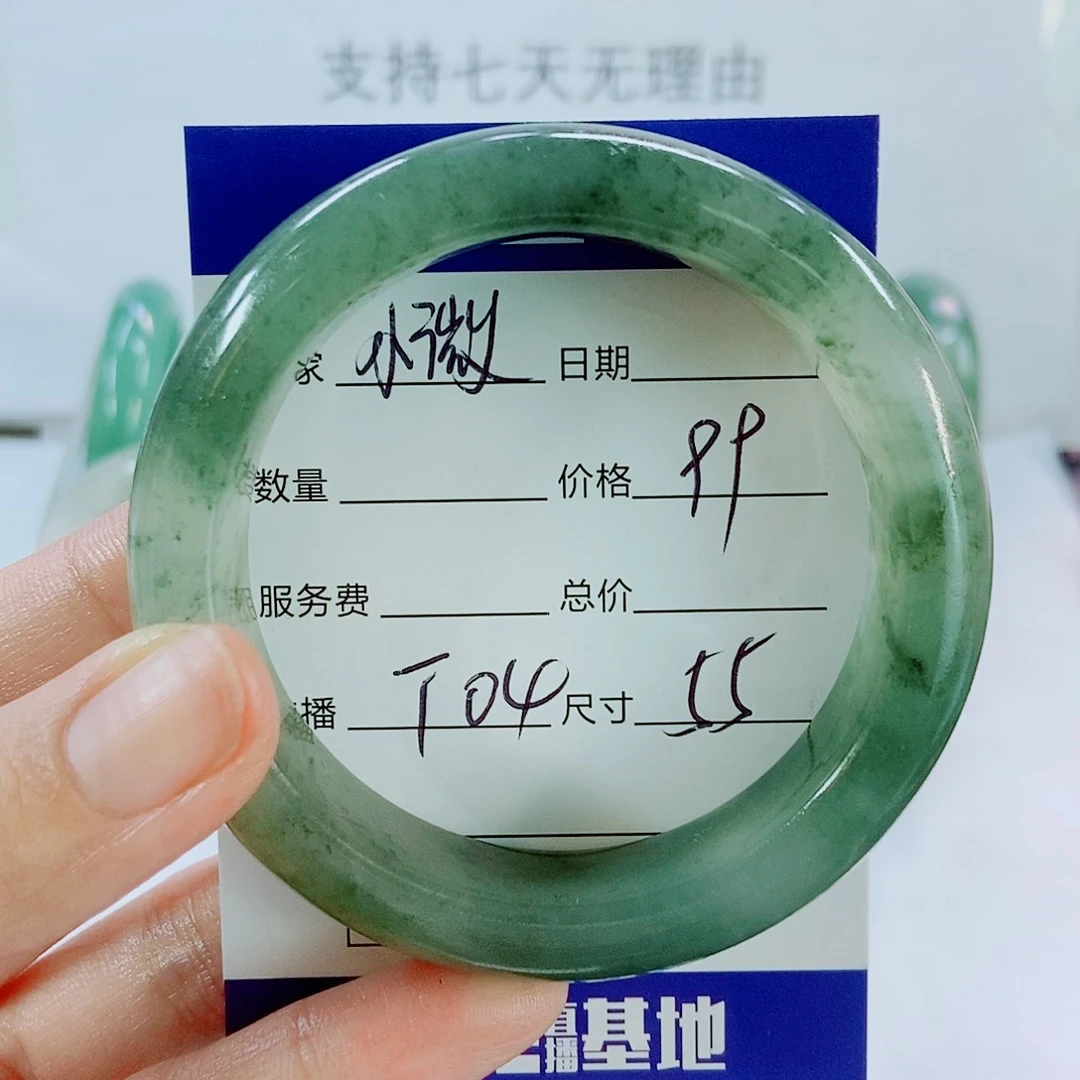 支持七天无理由
家 小微 日期
数量 价格 99
服务费 总价
播 T04 尺寸 55
直播基地